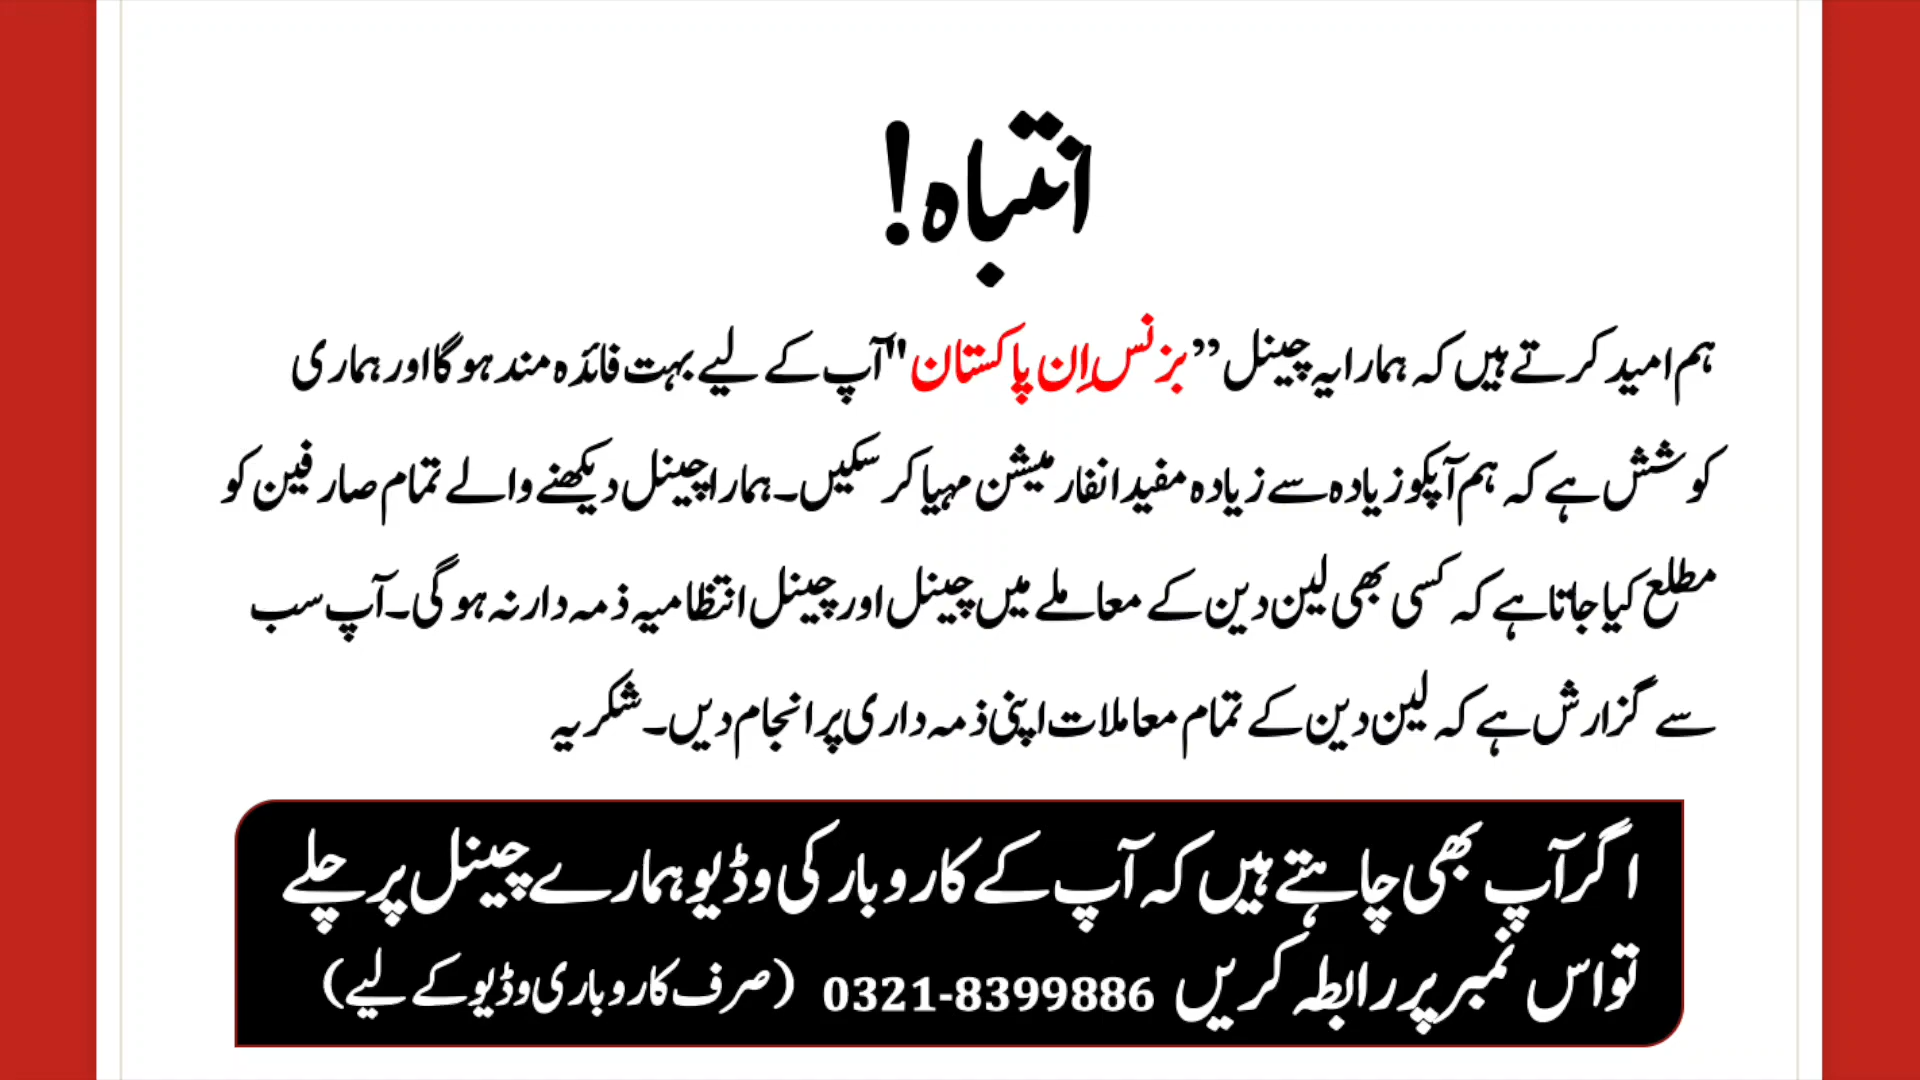 انتباہ!
ہم امید کرتے ہیں کہ ہمارا یہ چینل ”بزنس اِن پاکستان" آپ کے لیے بہت فائدہ مند ہو گا اور ہماری
کوشش ہے کہ ہم آپکو زیادہ سے زیادہ مفید انفارمیشن مہیا کر سکیں۔ ہمارا چینل دیکھنے والے تمام صارفین کو
مطلع کیا جاتا ہے کہ کسی بھی لین دین کے معاملے میں چینل اور چینل انتظامیہ ذمہ دار نہ ہو گی۔ آپ سب
سے گزارش ہے کہ لین دین کے تمام معاملات اپنی ذمہ داری پر انجام دیں۔ شکریہ
اگر آپ بھی چاہتے ہیں کہ آپ کے کاروبار کی وڈیو ہمارے چینل پر چلے
تو اس نمبر پر رابطہ کریں 0321-8399886 (صرف کاروباری وڈیو کے لیے)